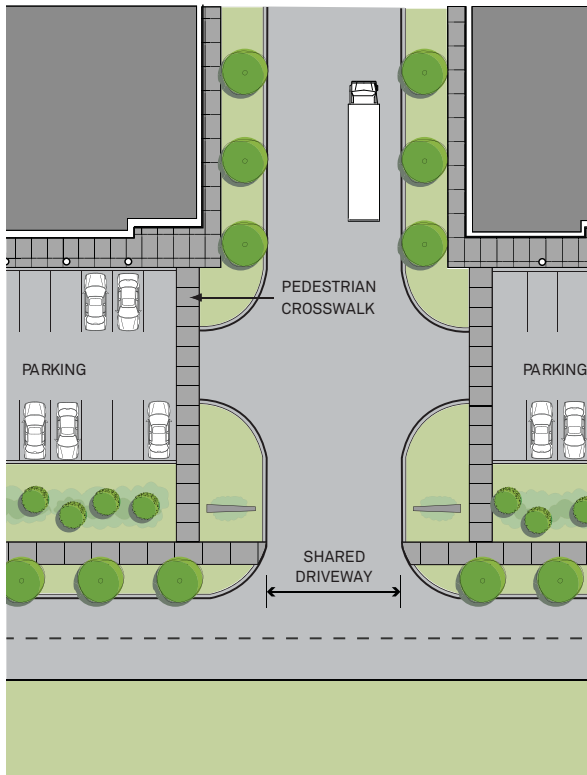 PEDESTRIAN
CROSSWALK
PARKING
PARKING
SHARED
DRIVEWAY